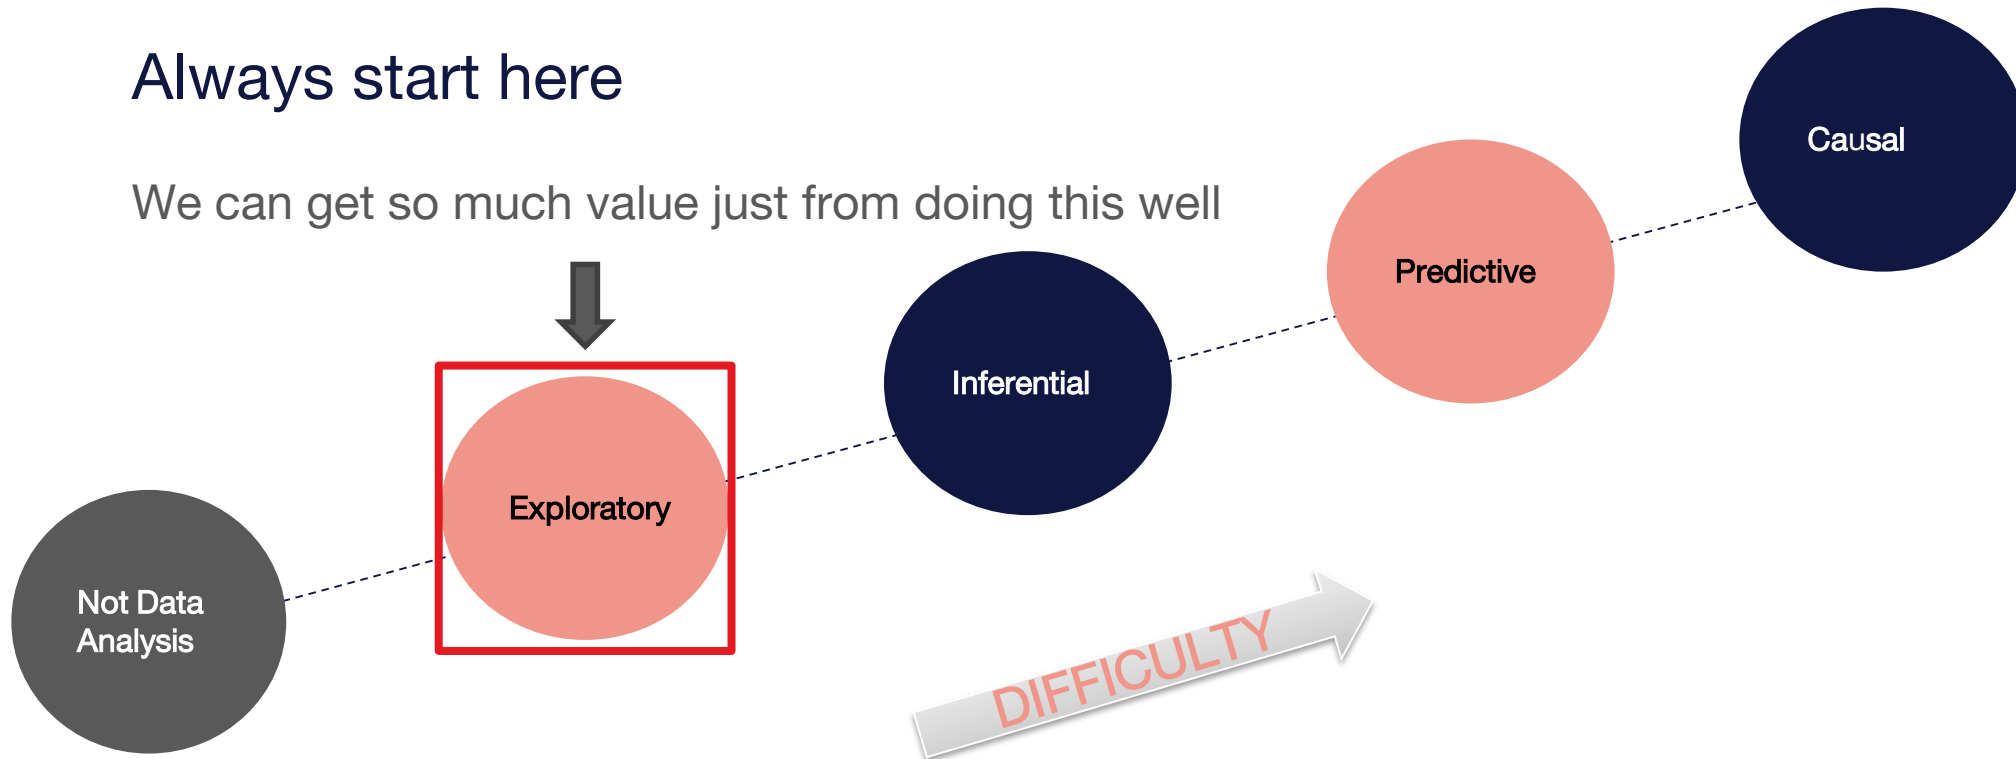 Always start here
We can get so much value just from doing this well
Causal
Predictive
Inferential
Exploratory
Not Data
Analysis
DIFFICULTY